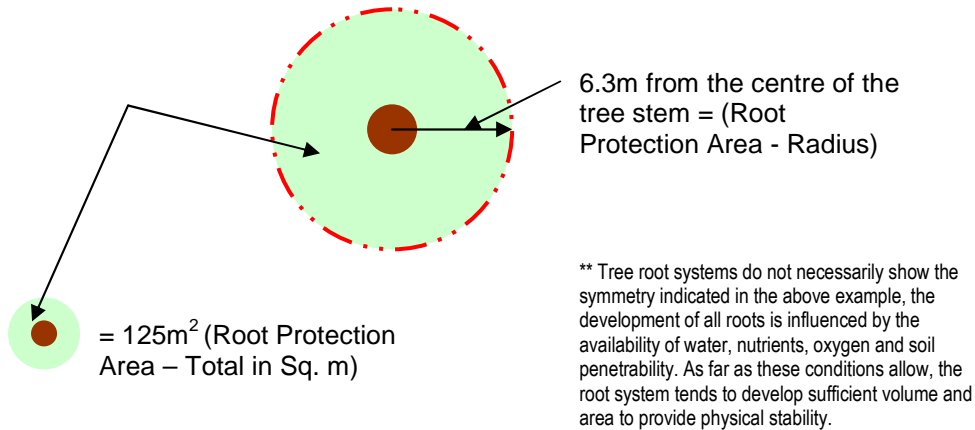 6.3m from the centre of the
tree stem = (Root
Protection Area - Radius)
** Tree root systems do not necessarily show the
symmetry indicated in the above example, the
development of all roots is influenced by the
availability of water, nutrients, oxygen and soil
penetrability. As far as these conditions allow, the
root system tends to develop sufficient volume and
area to provide physical stability.
= 125m² (Root Protection
Area – Total in Sq. m)